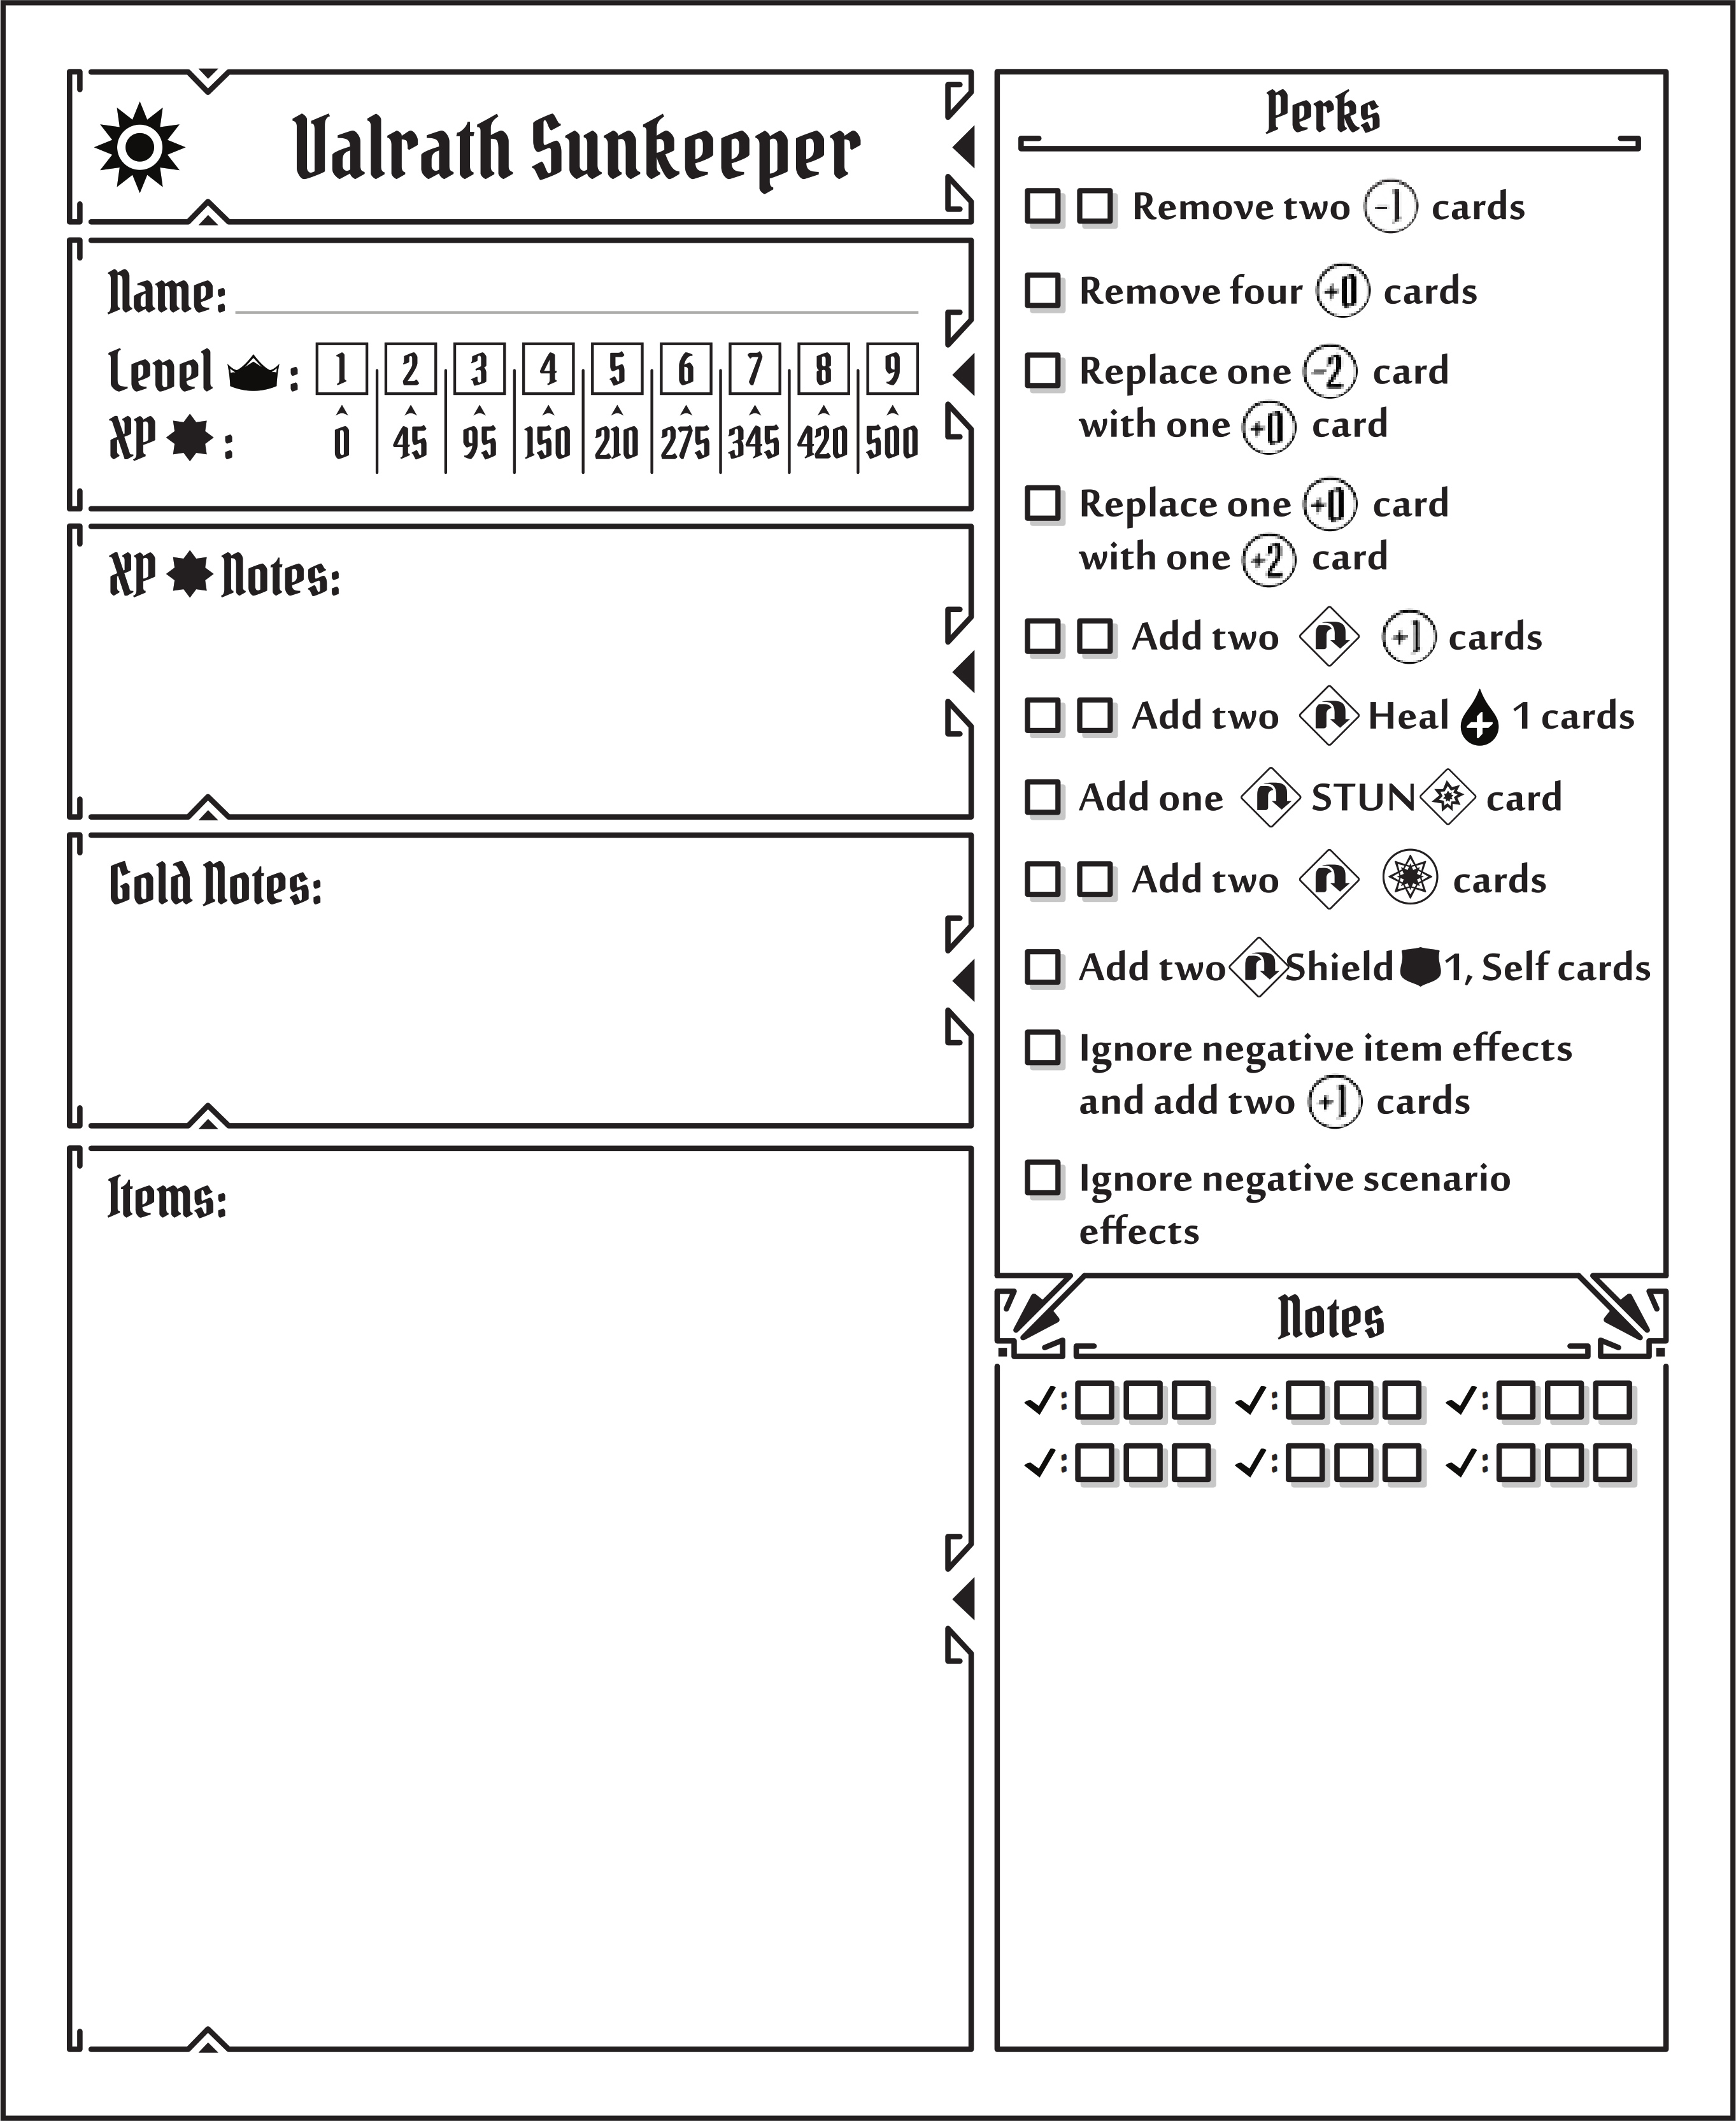 Valrath Sunkeeper
Name:
Level : 1 2 3 4 5 6 7 8 9
XP : 0 45 95 150 210 275 345 420 500
XP Notes:
Gold Notes:
Items:
Perks
Remove two -1 cards
Remove four +0 cards
Replace one -2 card
with one +0 card
Replace one +0 card
with one +2 card
Add two +1 cards
Add two Heal 1 cards
Add one STUN card
Add two cards
Add two Shield 1, Self cards
Ignore negative item effects
and add two +1 cards
Ignore negative scenario
effects
Notes
✓: ✓: ✓:
✓: ✓: ✓: